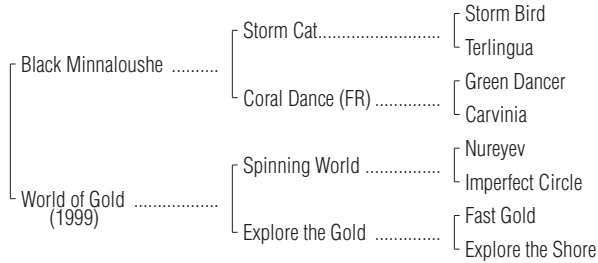 Storm Bird
Storm Cat........................
Terlingua
Black Minnaloushe ..........
Green Dancer
Coral Dance (FR) ..............
Carvinia
Nureyev
Spinning World ................
Imperfect Circle
World of Gold ..................
(1999)
Fast Gold
Explore the Gold ..............
Explore the Shore